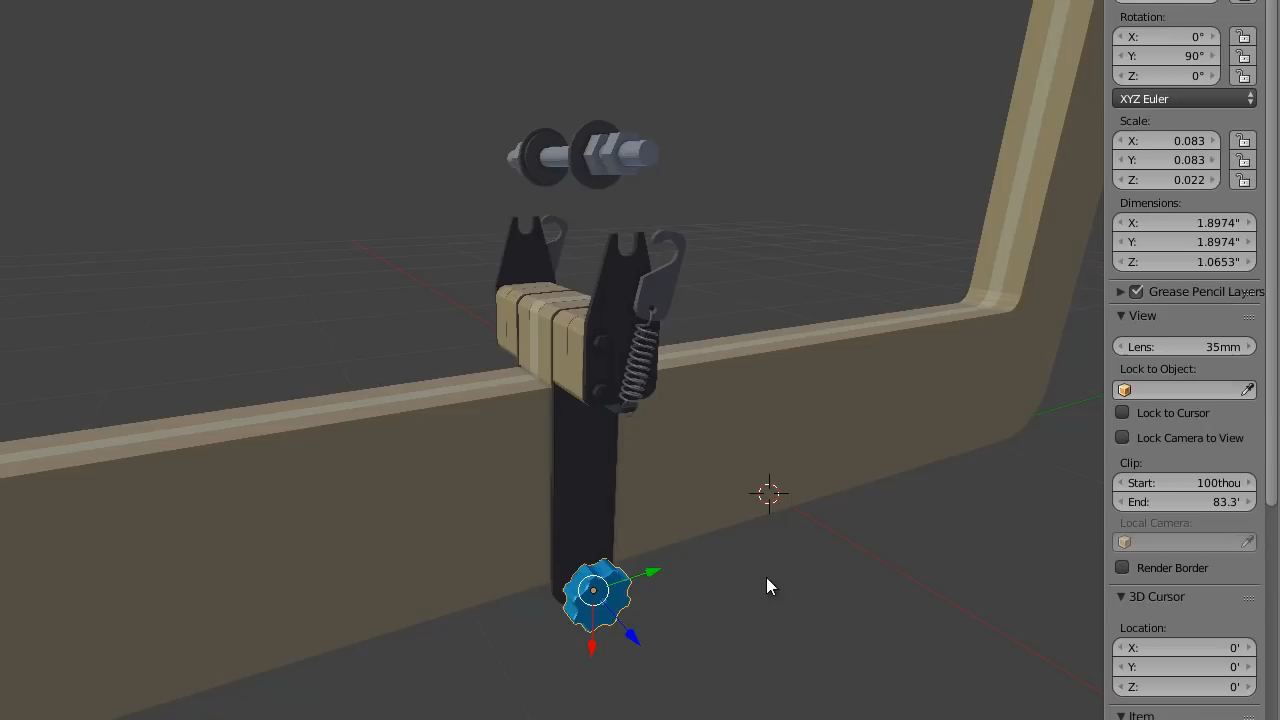 Rotation:
X: 0°
Y: 90°
Z: 0°
XYZ Euler
Scale:
X: 0.083
Y: 0.083
Z: 0.022
Dimensions:
X: 1.8974"
Y: 1.8974"
Z: 1.0653"
Grease Pencil Layers
View
Lens: 35mm
Lock to Object:
Lock to Cursor
Lock Camera to View
Clip:
Start: 100thou
End: 83.3'
Local Camera:
Render Border
3D Cursor
Location:
X: 0'
Y: 0'
Z: 0'
Item